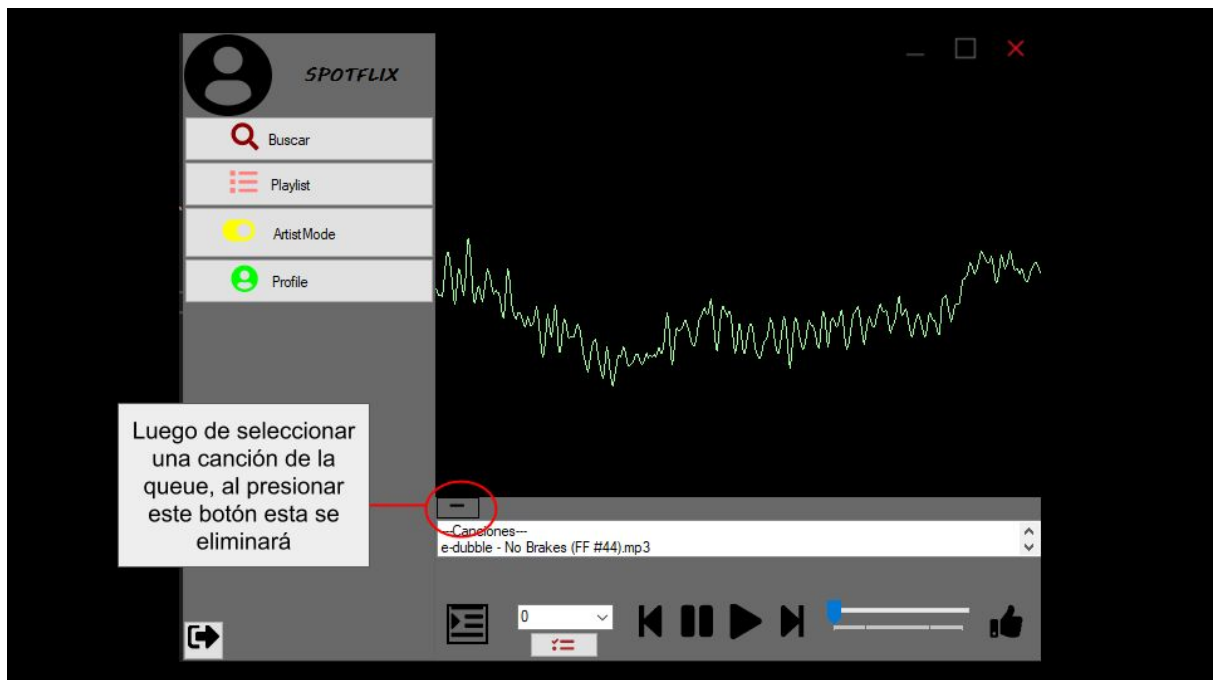 SPOTFLIX
Buscar
Playlist
ArtistMode
Profile
Luego de seleccionar
una canción de la
queue, al presionar
este botón esta se
eliminará
---Canciones---
e-dubble - No Brakes (FF #44).mp3
0